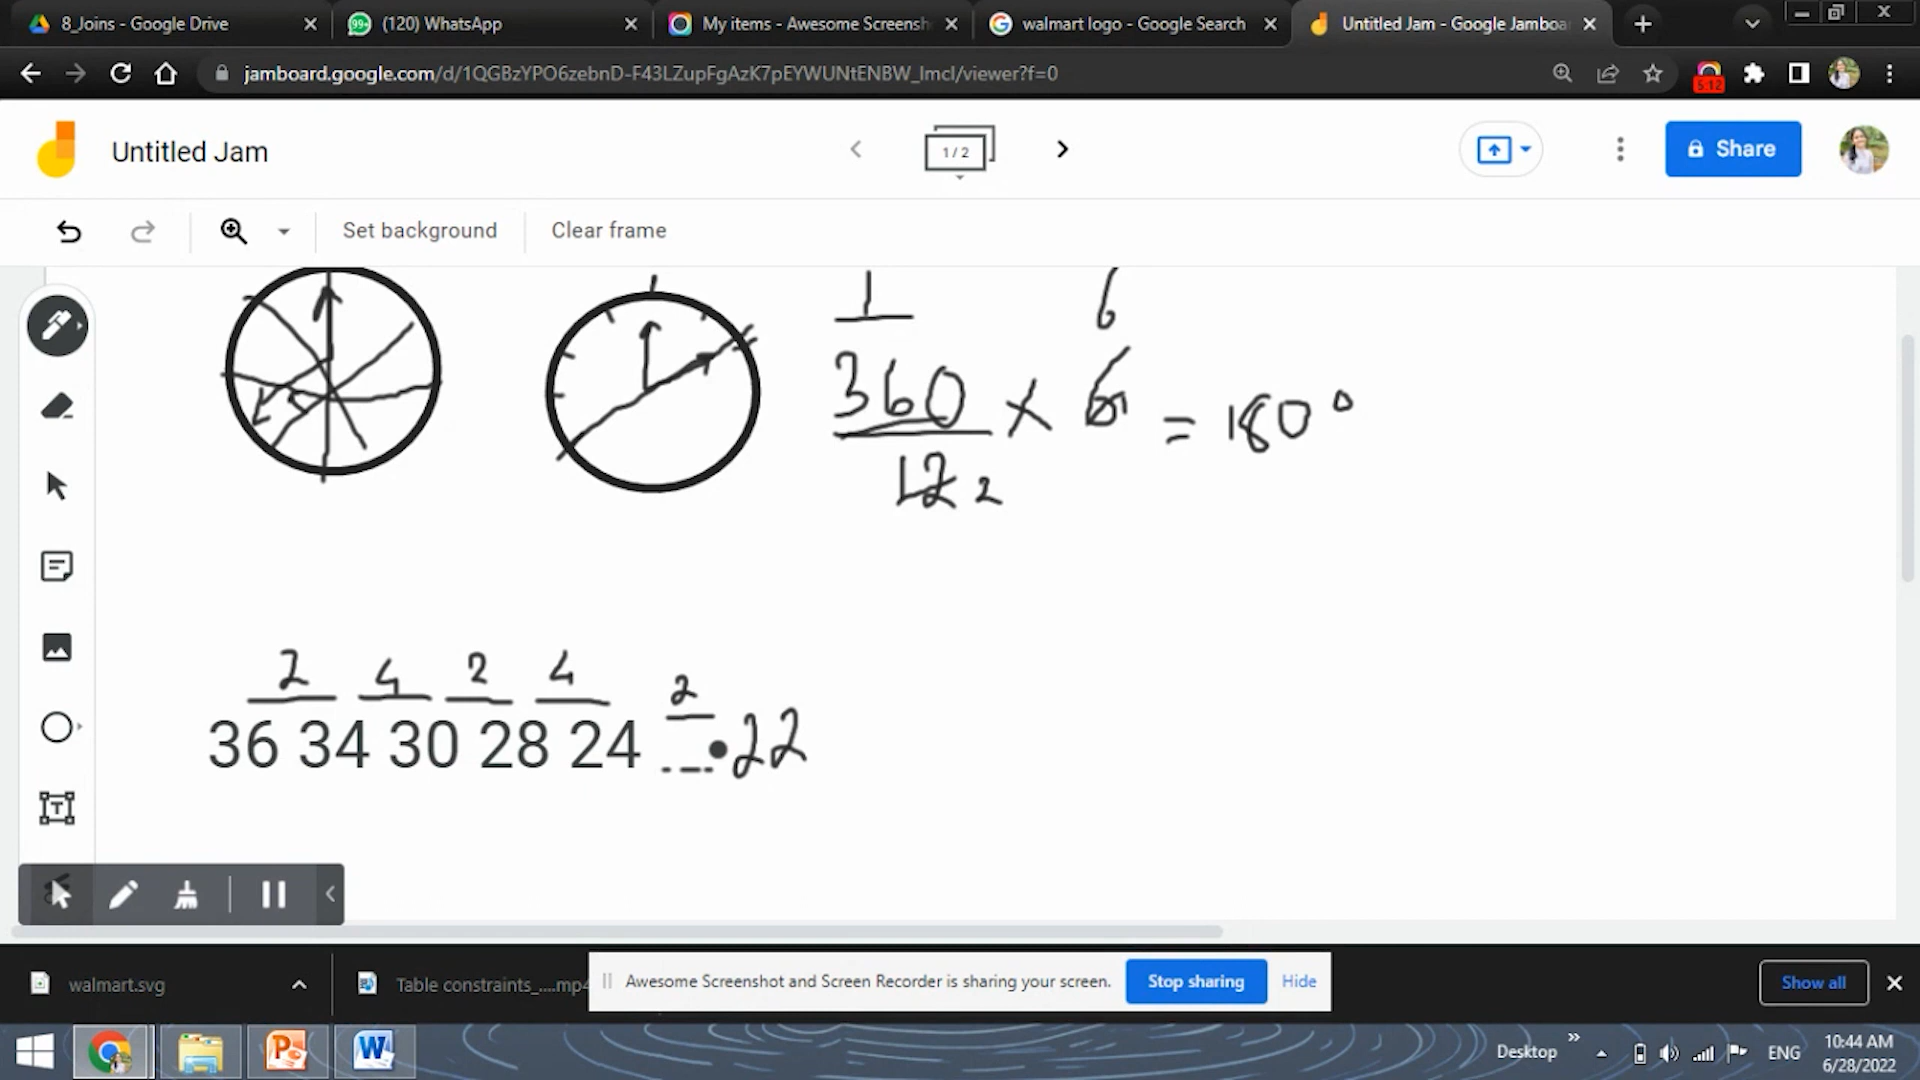 8_Joins - Google Drive
(120) WhatsApp
My items - Awesome Screensh
walmart logo - Google Search
Untitled Jam - Google Jamboa
jamboard.google.com/d/1QGBzYPO6zebnD-F43LZupFgAzK7pEYWUNtENBW_lmcI/viewer?f=0
5:12
Untitled Jam
1 / 2
Share
Set background
Clear frame
1
6
360 × 6 = 180°
12 2
2 4 2 4 2
36 34 30 28 24 .... 22
walmart.svg
Table constraints_....mp4
Awesome Screenshot and Screen Recorder is sharing your screen.
Stop sharing
Hide
Show all
Desktop
ENG
10:44 AM
6/28/2022